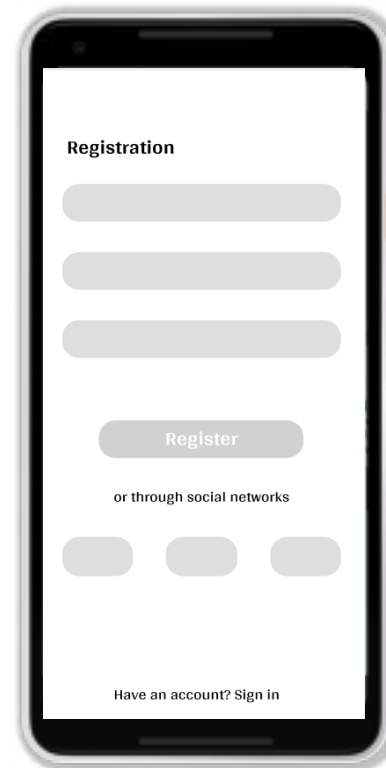 Registration
Register
or through social networks
Have an account? Sign in